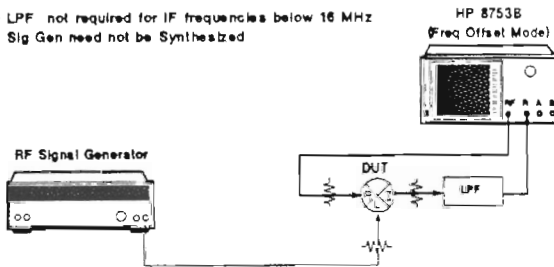 LPF not required for IF frequencies below 16 MHz
Sig Gen need not be Synthesized
HP 8753B
(Freq Offset Mode)
RF R A B
RF Signal Generator
DUT
LPF